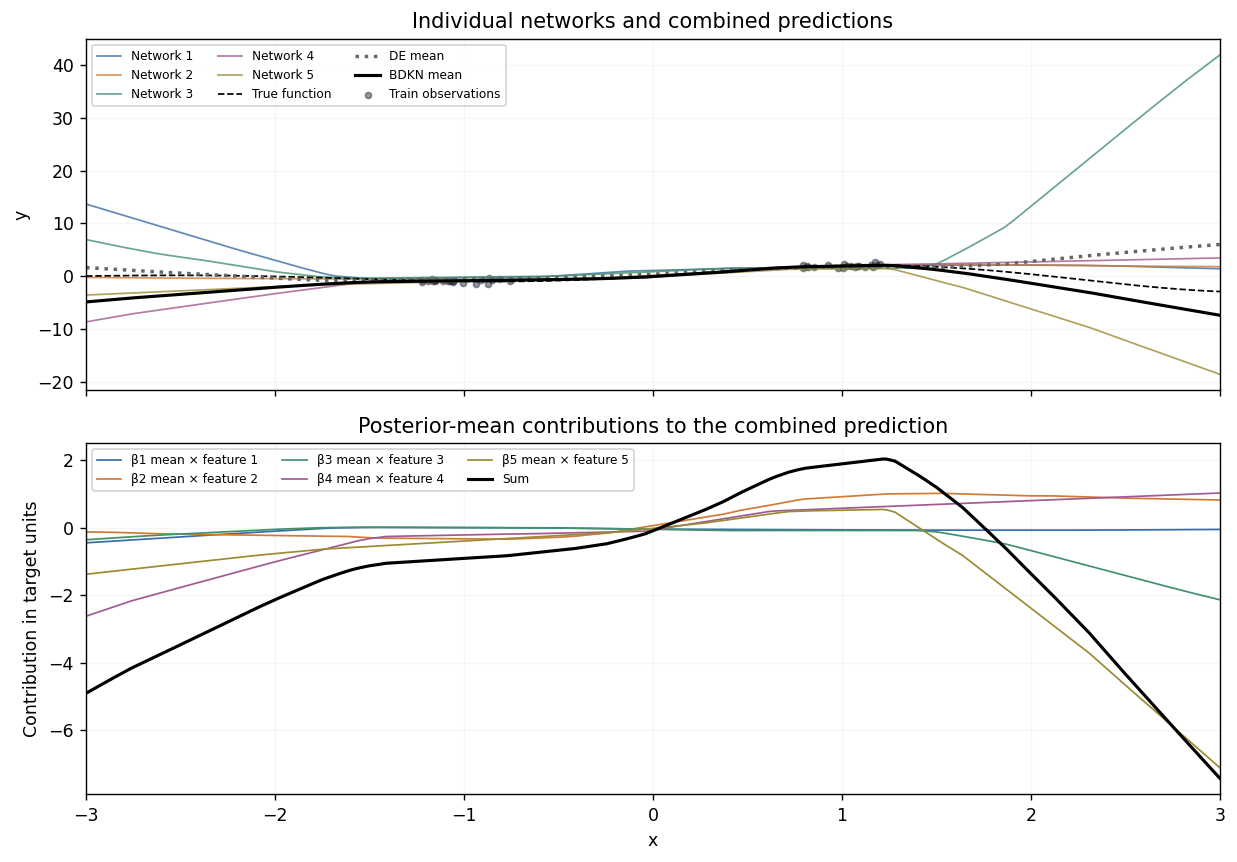 Individual networks and combined predictions
Network 1 Network 4 DE mean
Network 2 Network 5 BDKN mean
Network 3 True function Train observations
40
30
20
10
0
−10
−20
y
Posterior-mean contributions to the combined prediction
β1 mean × feature 1 β3 mean × feature 3 β5 mean × feature 5
β2 mean × feature 2 β4 mean × feature 4 Sum
2
0
−2
−4
−6
Contribution in target units
−3 −2 −1 0 1 2 3
x